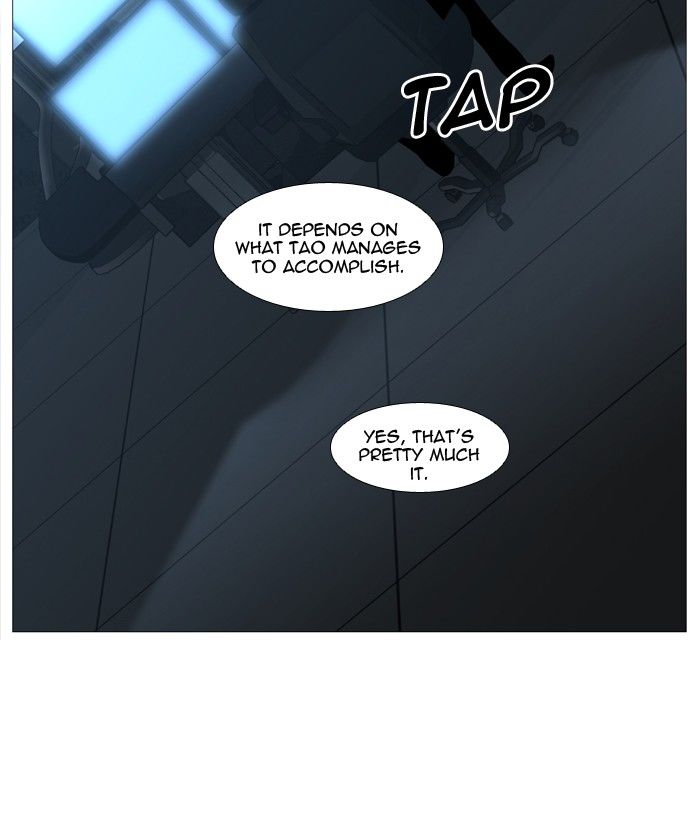 TAP
IT DEPENDS ON
WHAT TAO MANAGES
TO ACCOMPLISH.
YES, THAT'S
PRETTY MUCH
IT.